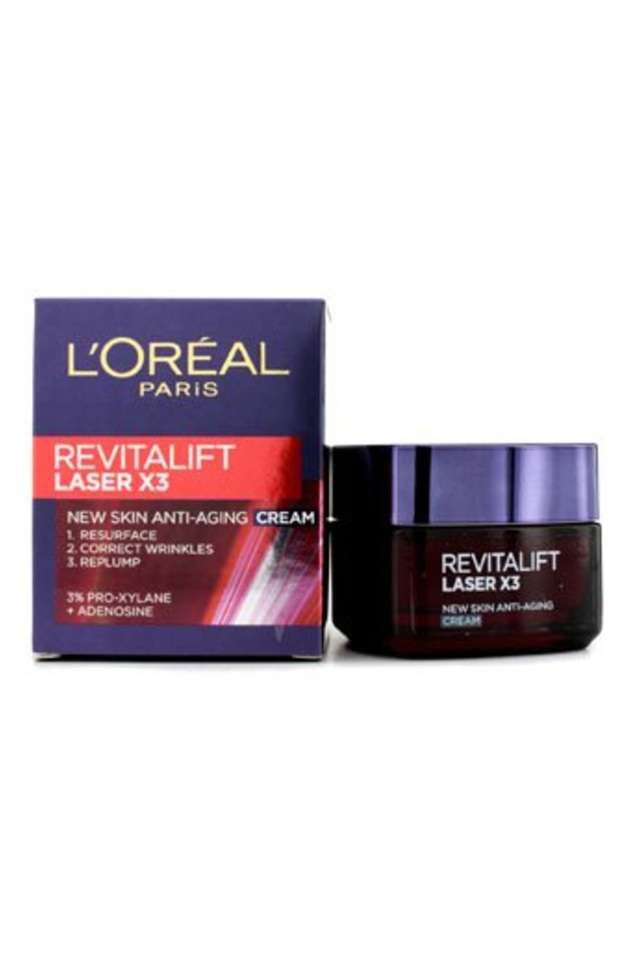 L'ORÉAL
PARiS
REVITALIFT
LASER X3
NEW SKIN ANTI-AGING CREAM
1. RESURFACE
2. CORRECT WRINKLES
3. REPLUMP
3% PRO-XYLANE
+ ADENOSINE
REVITALIFT
LASER X3
NEW SKIN ANTI-AGING
CREAM